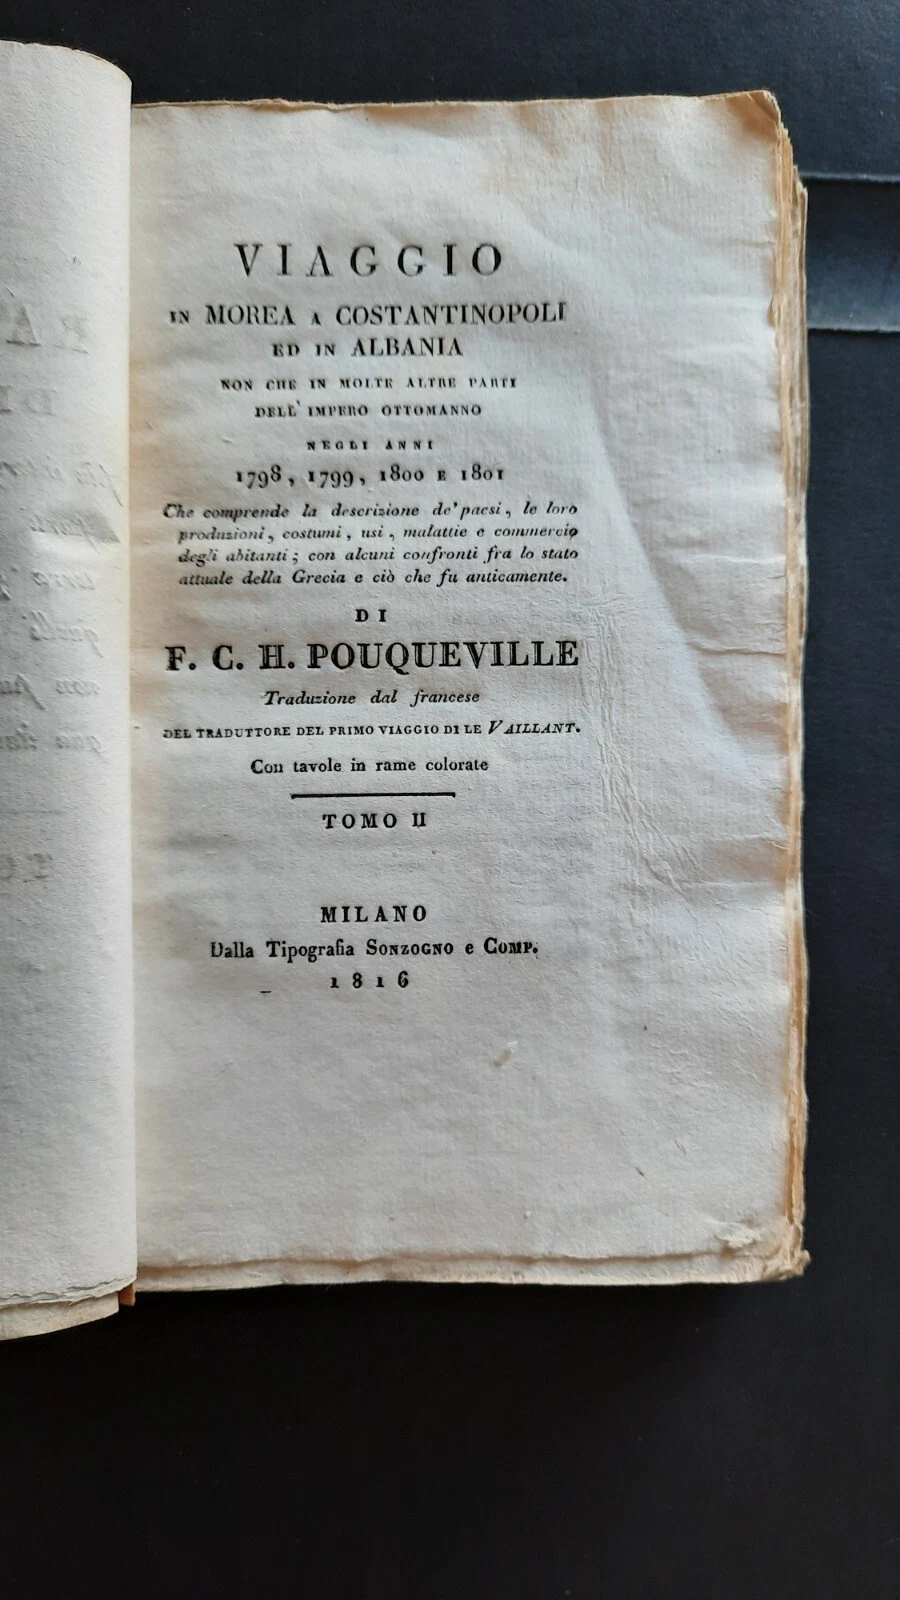 VIAGGIO
IN MOREA A COSTANTINOPOLI
ED IN ALBANIA
NON CHE IN MOLTE ALTRE PARTI
DELL' IMPERO OTTOMANNO
NEGLI ANNI
1798, 1799, 1800 E 1801
Che comprende la descrizione de' paesi, le loro
produzioni, costumi, usi, malattie e commercio
degli abitanti; con alcuni confronti fra lo stato
attuale della Grecia e ciò che fu anticamente.
DI
F. C. H. POUQUEVILLE
Traduzione dal francese
DEL TRADUTTORE DEL PRIMO VIAGGIO DI LE VAILLANT.
Con tavole in rame colorate
TOMO II
MILANO
Dalla Tipografia SONZOGNO e COMP.
1816